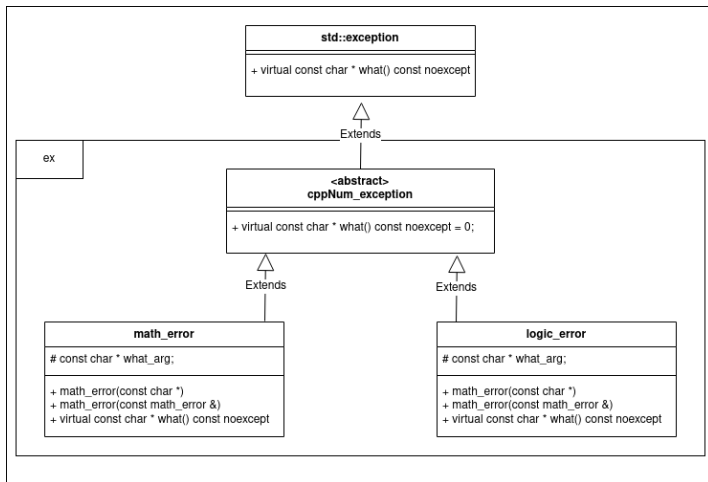 std::exception
+ virtual const char * what() const noexcept
Extends
ex
<abstract>
cppNum_exception
+ virtual const char * what() const noexcept = 0;
Extends
Extends
math_error
# const char * what_arg;
+ math_error(const char *)
+ math_error(const math_error &)
+ virtual const char * what() const noexcept
logic_error
# const char * what_arg;
+ math_error(const char *)
+ math_error(const math_error &)
+ virtual const char * what() const noexcept